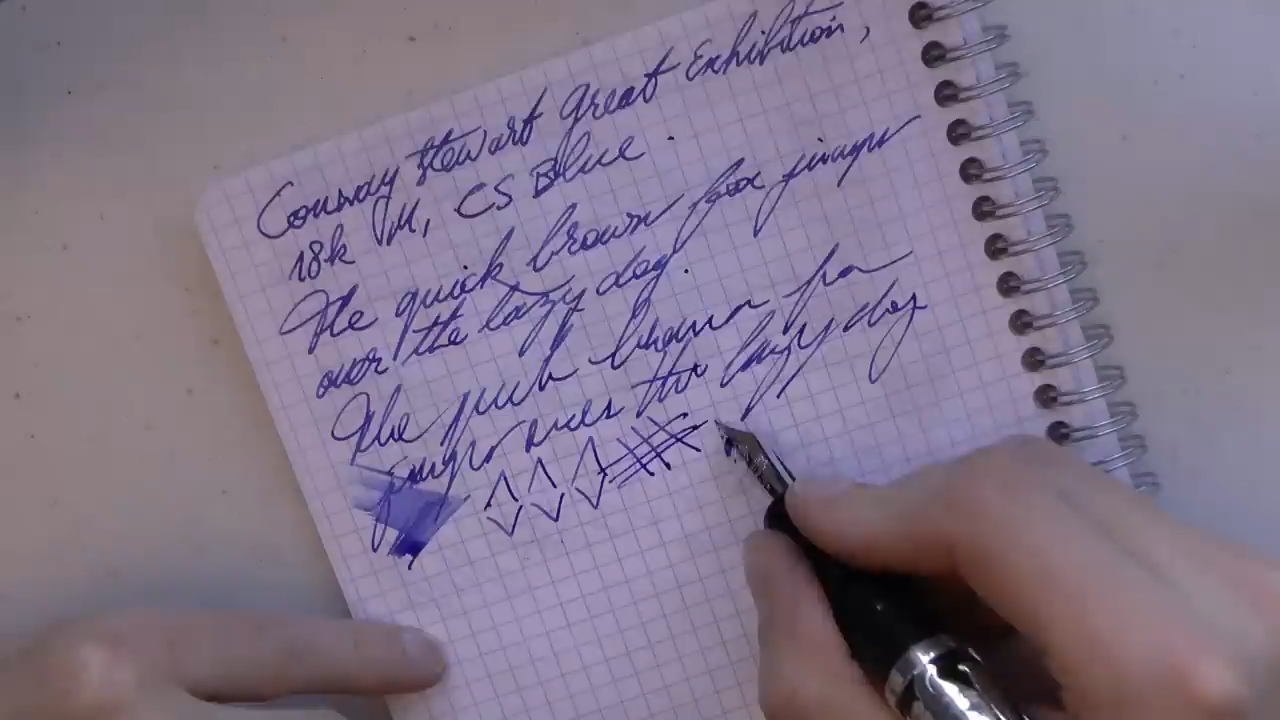 Conway Stewart Great Exhibition,
18k M, CS Blue.
The quick brown fox jumps
over the lazy dog.
The quick brown fox
jumps over the lazy dog